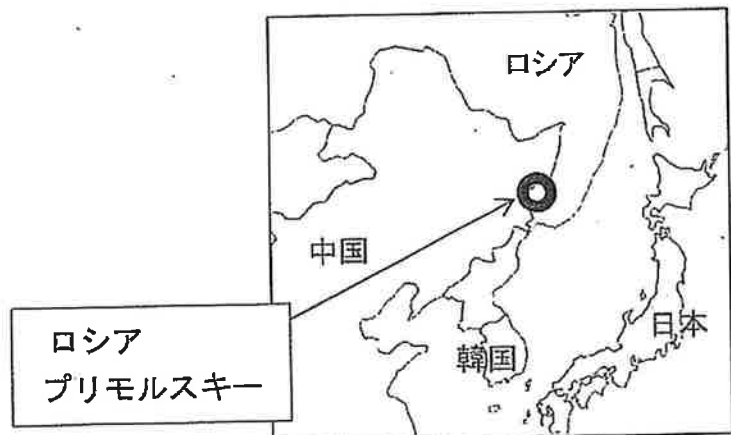 ロシア
中国
日本
韓国
ロシア
プリモルスキー